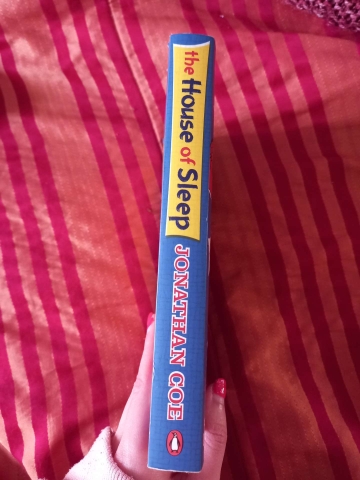 the House of Sleep
JONATHAN COE